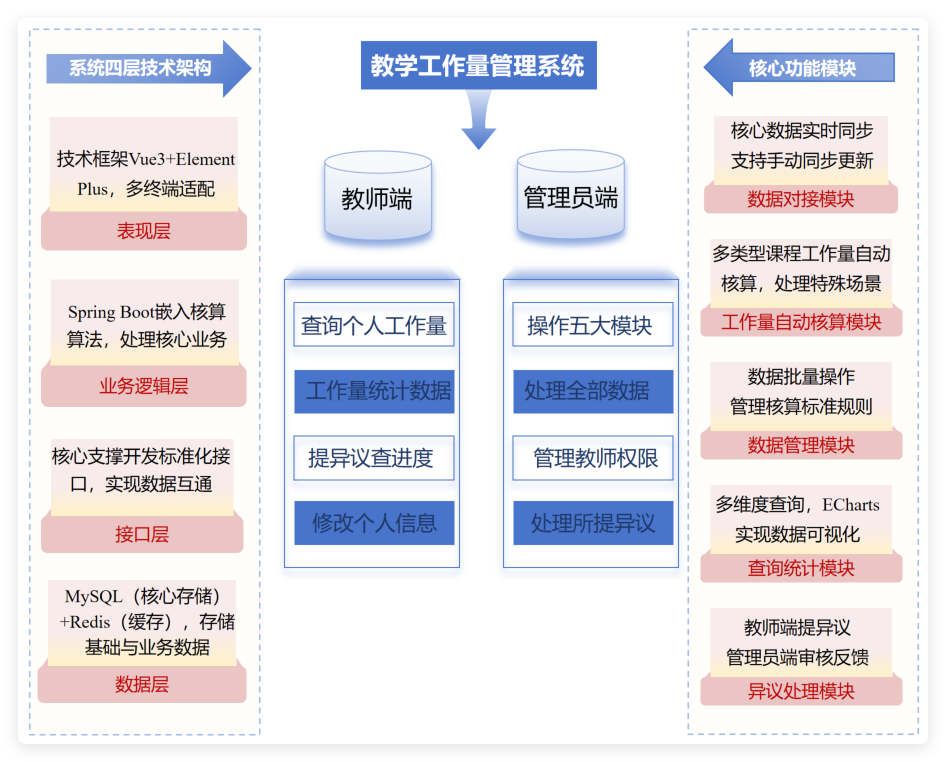 系统四层技术架构
技术框架Vue3+Element
Plus，多终端适配
表现层
Spring Boot嵌入核算
算法，处理核心业务
业务逻辑层
核心支撑开发标准化接
口，实现数据互通
接口层
MySQL（核心存储）
+Redis（缓存），存储
基础与业务数据
数据层
教学工作量管理系统
教师端
查询个人工作量
工作量统计数据
提异议查进度
修改个人信息
管理员端
操作五大模块
处理全部数据
管理教师权限
处理所提异议
核心功能模块
核心数据实时同步
支持手动同步更新
数据对接模块
多类型课程工作量自动
核算，处理特殊场景
工作量自动核算模块
数据批量操作
管理核算标准规则
数据管理模块
多维度查询，ECharts
实现数据可视化
查询统计模块
教师端提异议
管理员端审核反馈
异议处理模块